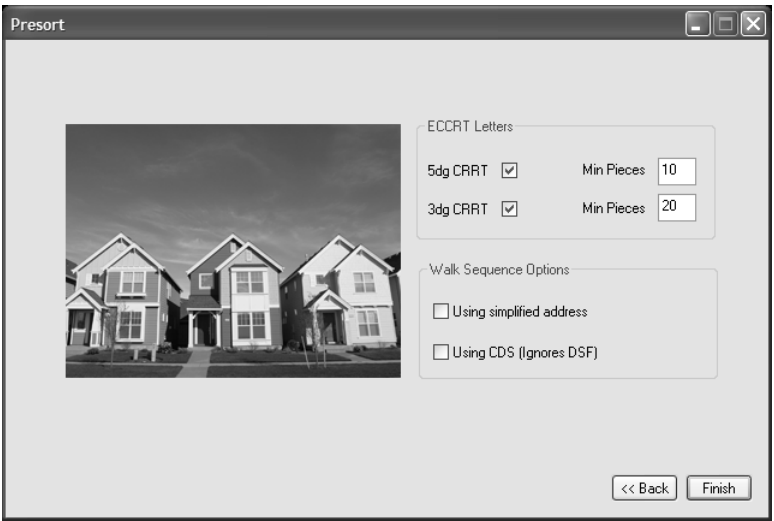 Presort
ECCRT Letters
5dg CRRT Min Pieces 10
3dg CRRT Min Pieces 20
Walk Sequence Options
Using simplified address
Using CDS (Ignores DSF)
<< Back Finish